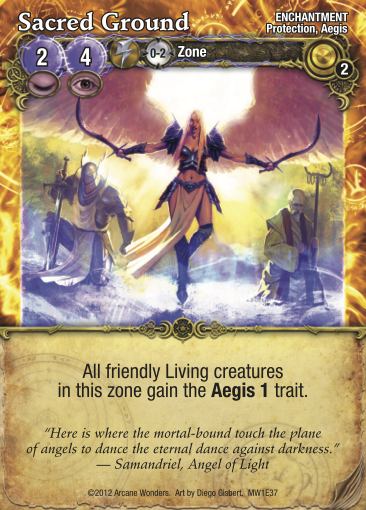 Sacred Ground
ENCHANTMENT
Protection, Aegis
2 4 0-2 Zone
2
All friendly Living creatures
in this zone gain the Aegis 1 trait.
"Here is where the mortal-bound touch the plane
of angels to dance the eternal dance against darkness."
— Samandriel, Angel of Light
©2012 Arcane Wonders. Art by Diego Gisbert. MW1E37